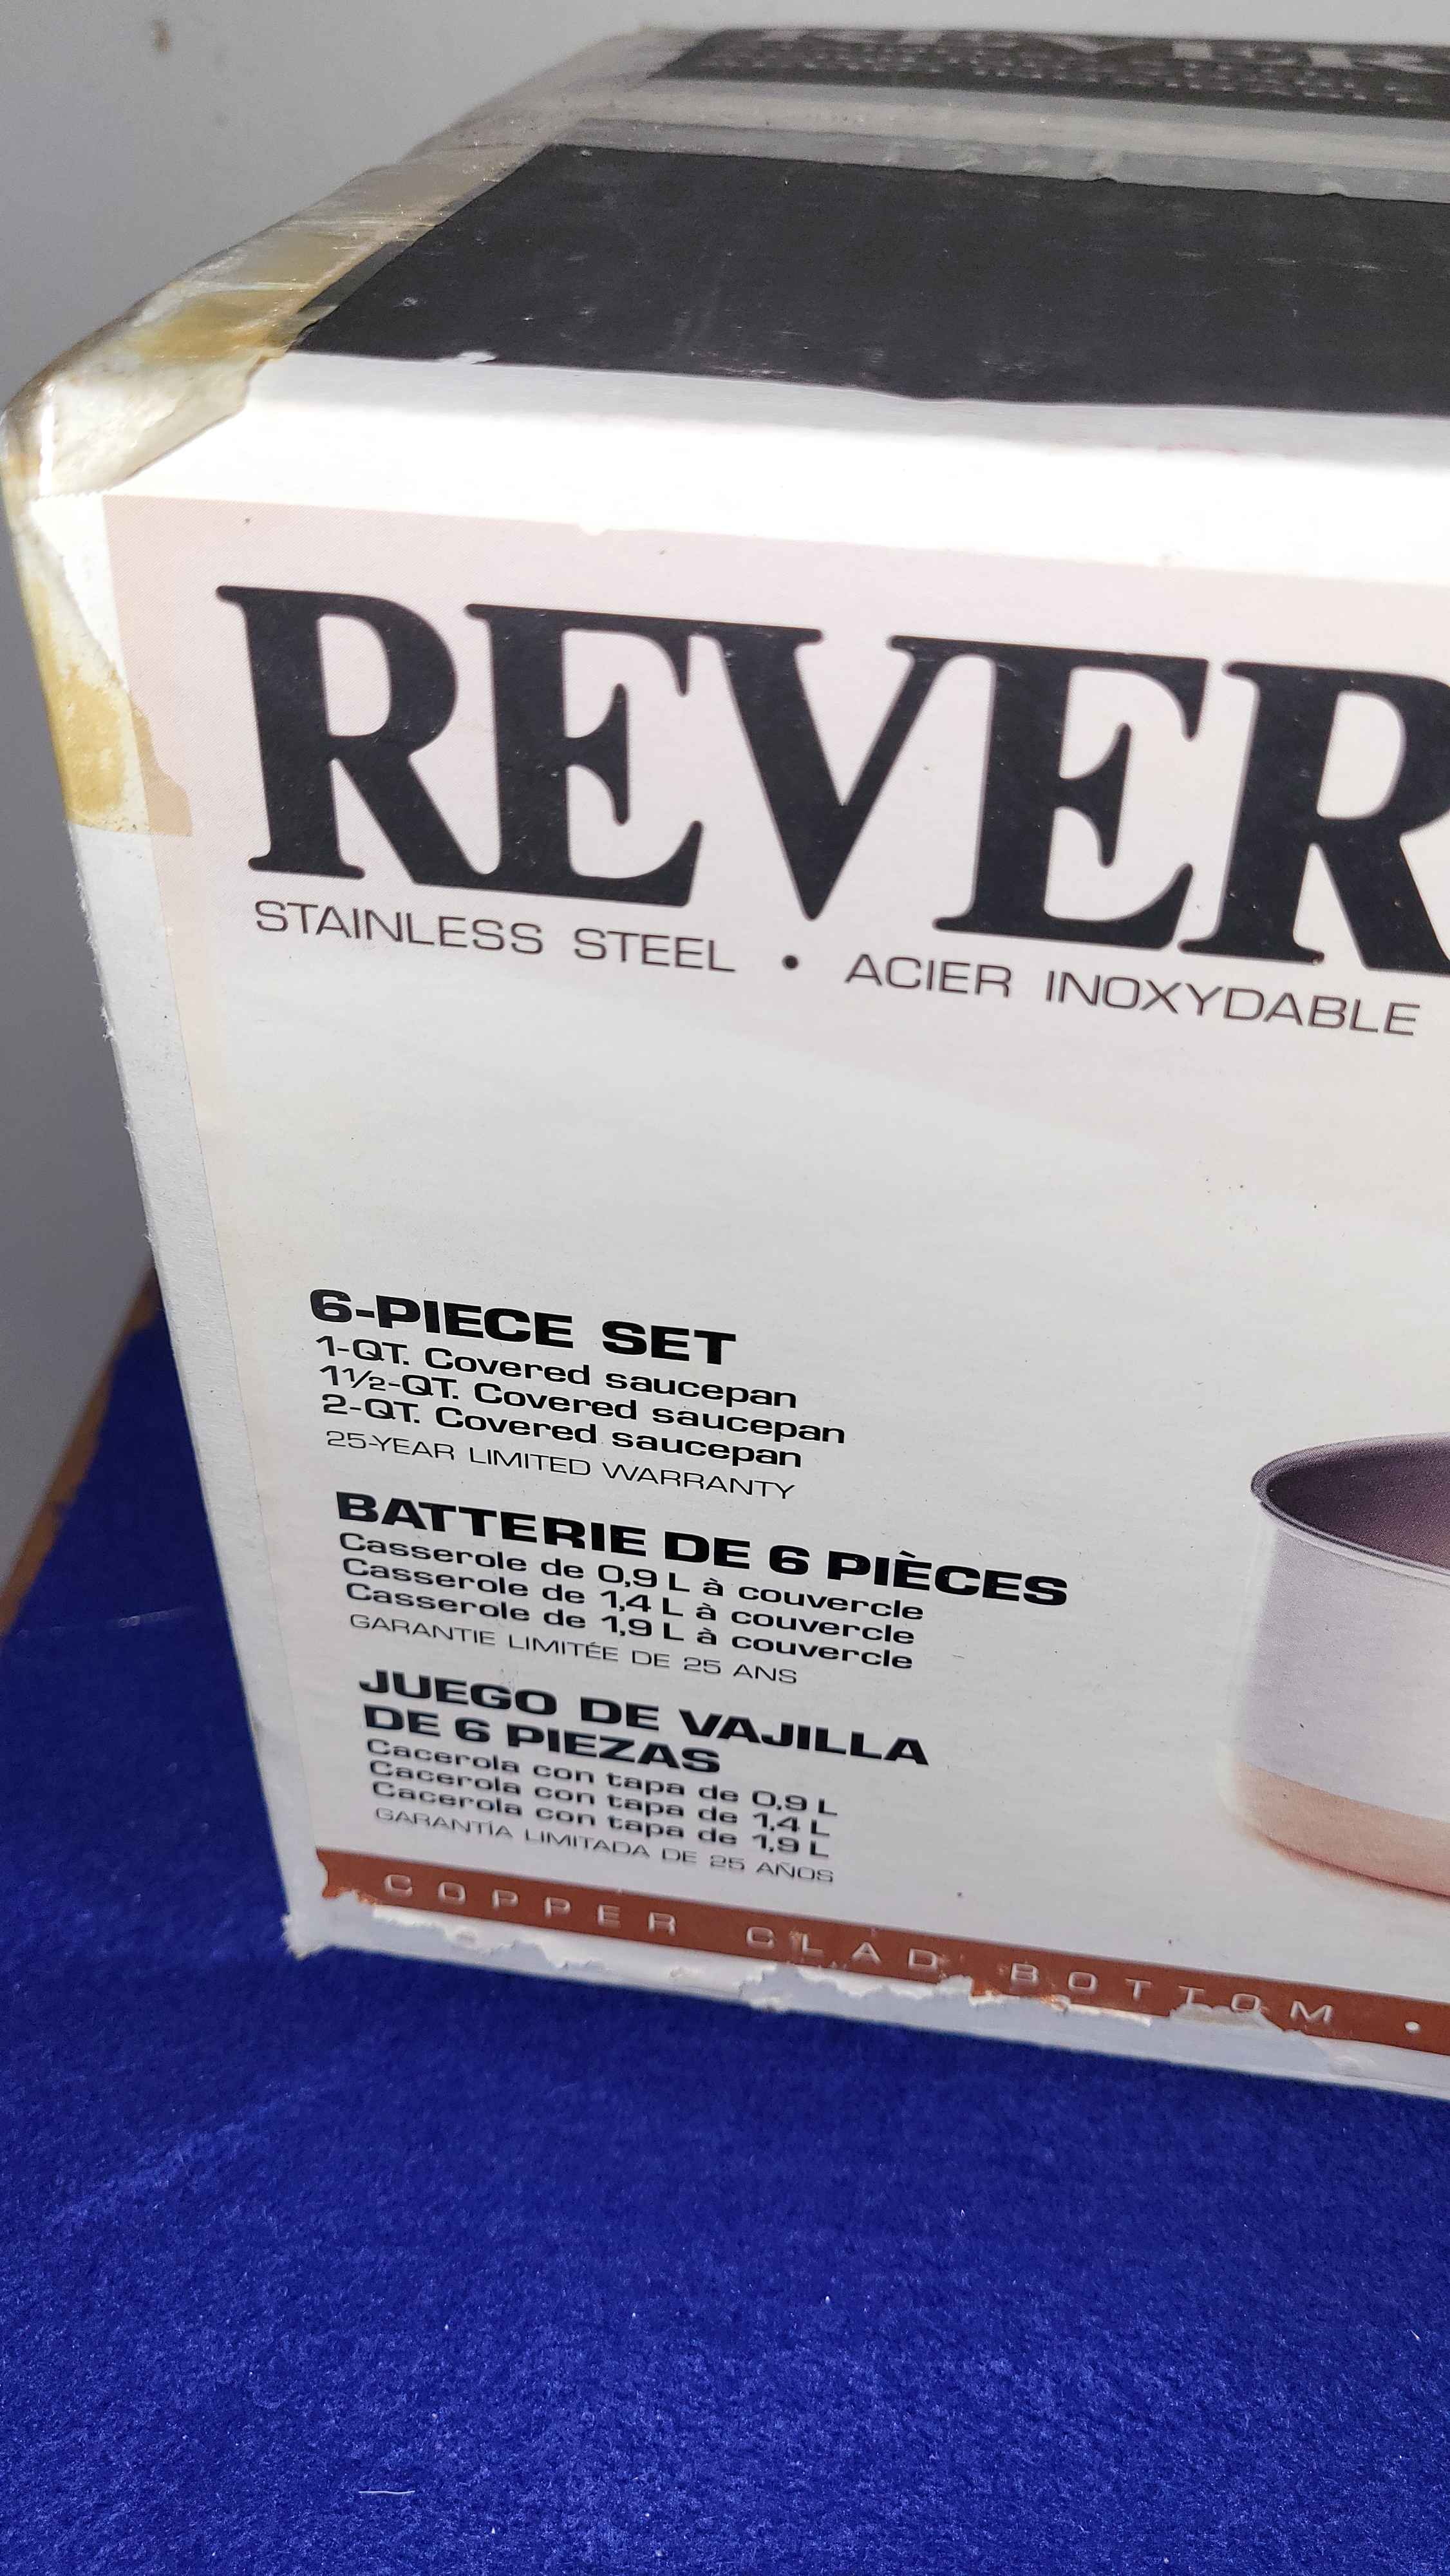 REVER
REVER
STAINLESS STEEL • ACIER INOXYDABLE
6-PIECE SET
1-QT. Covered saucepan
1½-QT. Covered saucepan
2-QT. Covered saucepan
25-YEAR LIMITED WARRANTY
BATTERIE DE 6 PIÈCES
Casserole de 0,9 L à couvercle
Casserole de 1,4 L à couvercle
Casserole de 1,9 L à couvercle
GARANTIE LIMITÉE DE 25 ANS
JUEGO DE VAJILLA
DE 6 PIEZAS
Cacerola con tapa de 0,9 L
Cacerola con tapa de 1,4 L
Cacerola con tapa de 1,9 L
GARANTÍA LIMITADA DE 25 AÑOS
COPPER CLAD BOTTOM •